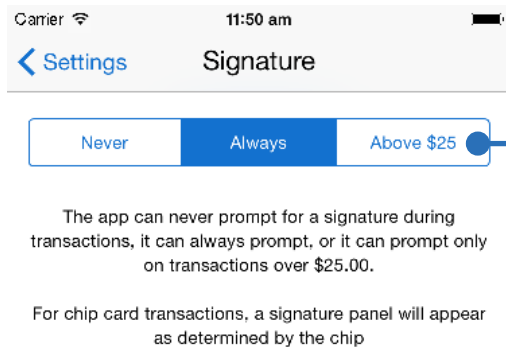 Carrier 11:50 am
Settings Signature
Never Always Above $25
The app can never prompt for a signature during
transactions, it can always prompt, or it can prompt only
on transactions over $25.00.
For chip card transactions, a signature panel will appear
as determined by the chip